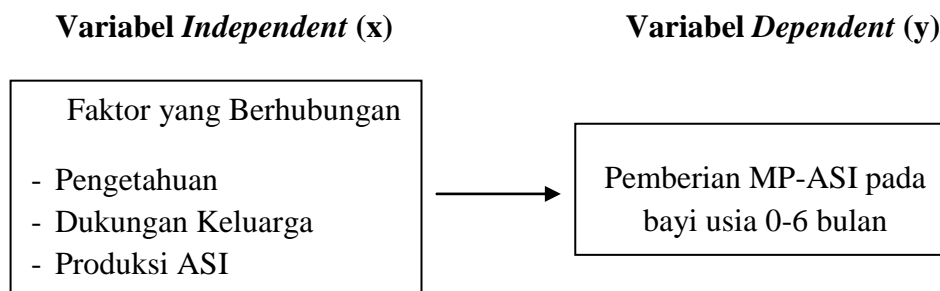 Variabel Independent (x)
Variabel Dependent (y)
Faktor yang Berhubungan
- Pengetahuan
- Dukungan Keluarga
- Produksi ASI
Pemberian MP-ASI pada
bayi usia 0-6 bulan